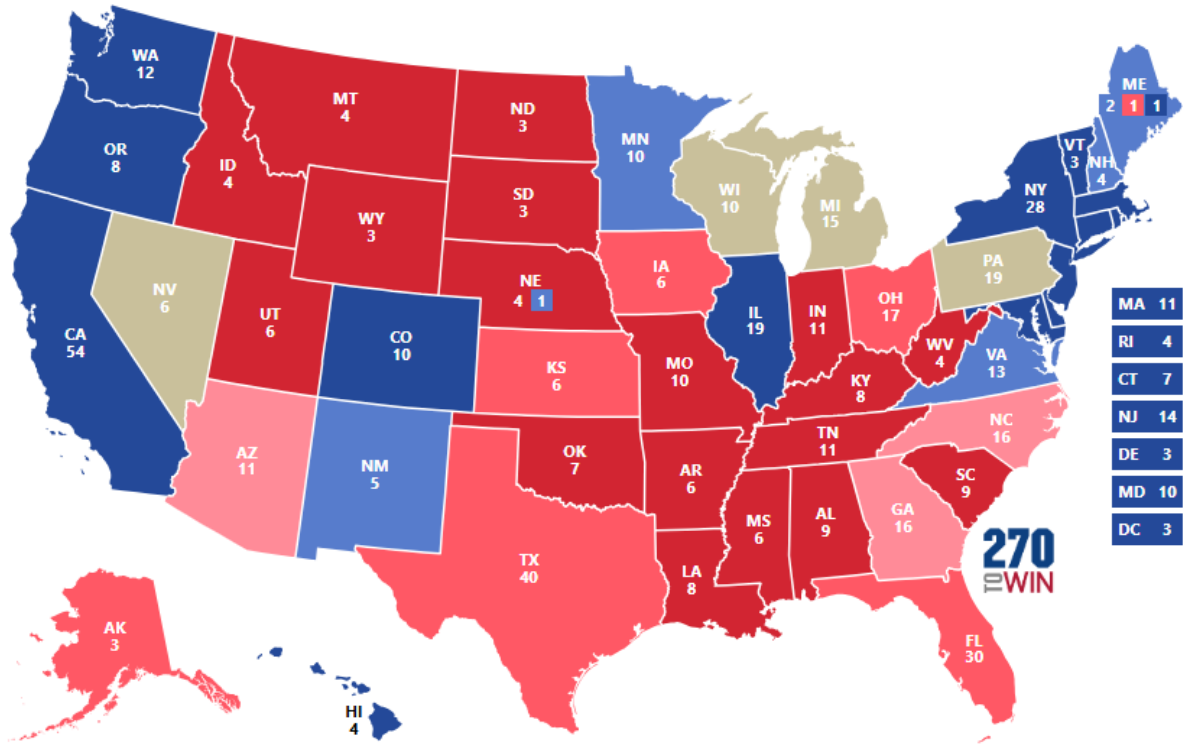 WA
12
OR
8
CA
54
NV
6
ID
4
MT
4
WY
3
UT
6
CO
10
AZ
11
NM
5
ND
3
SD
3
NE
4 1
KS
6
OK
7
TX
40
MN
10
IA
6
MO
10
AR
6
LA
8
WI
10
IL
19
MI
15
IN
11
OH
17
KY
8
TN
11
MS
6
AL
9
GA
16
FL
30
SC
9
NC
16
WV
4
VA
13
PA
19
NY
28
VT
3
NH
4
ME
2 1 1
MA 11
RI 4
CT 7
NJ 14
DE 3
MD 10
DC 3
AK
3
HI
4
270
TO WIN